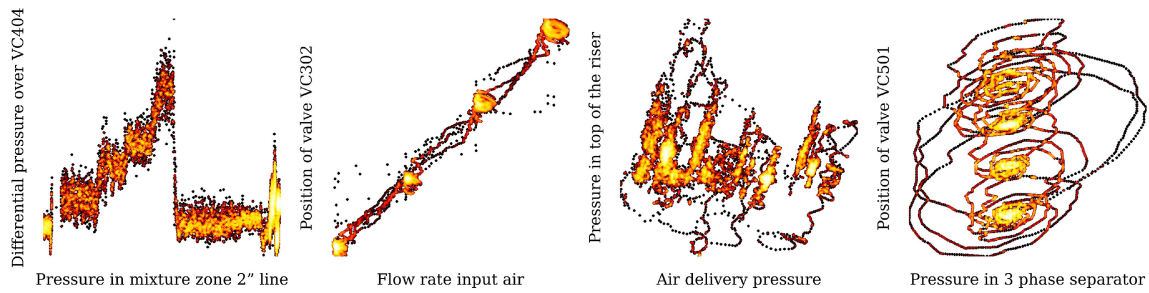 Differential pressure over VC404
Pressure in mixture zone 2” line
Position of valve VC302
Flow rate input air
Pressure in top of the riser
Air delivery pressure
Position of valve VC501
Pressure in 3 phase separator